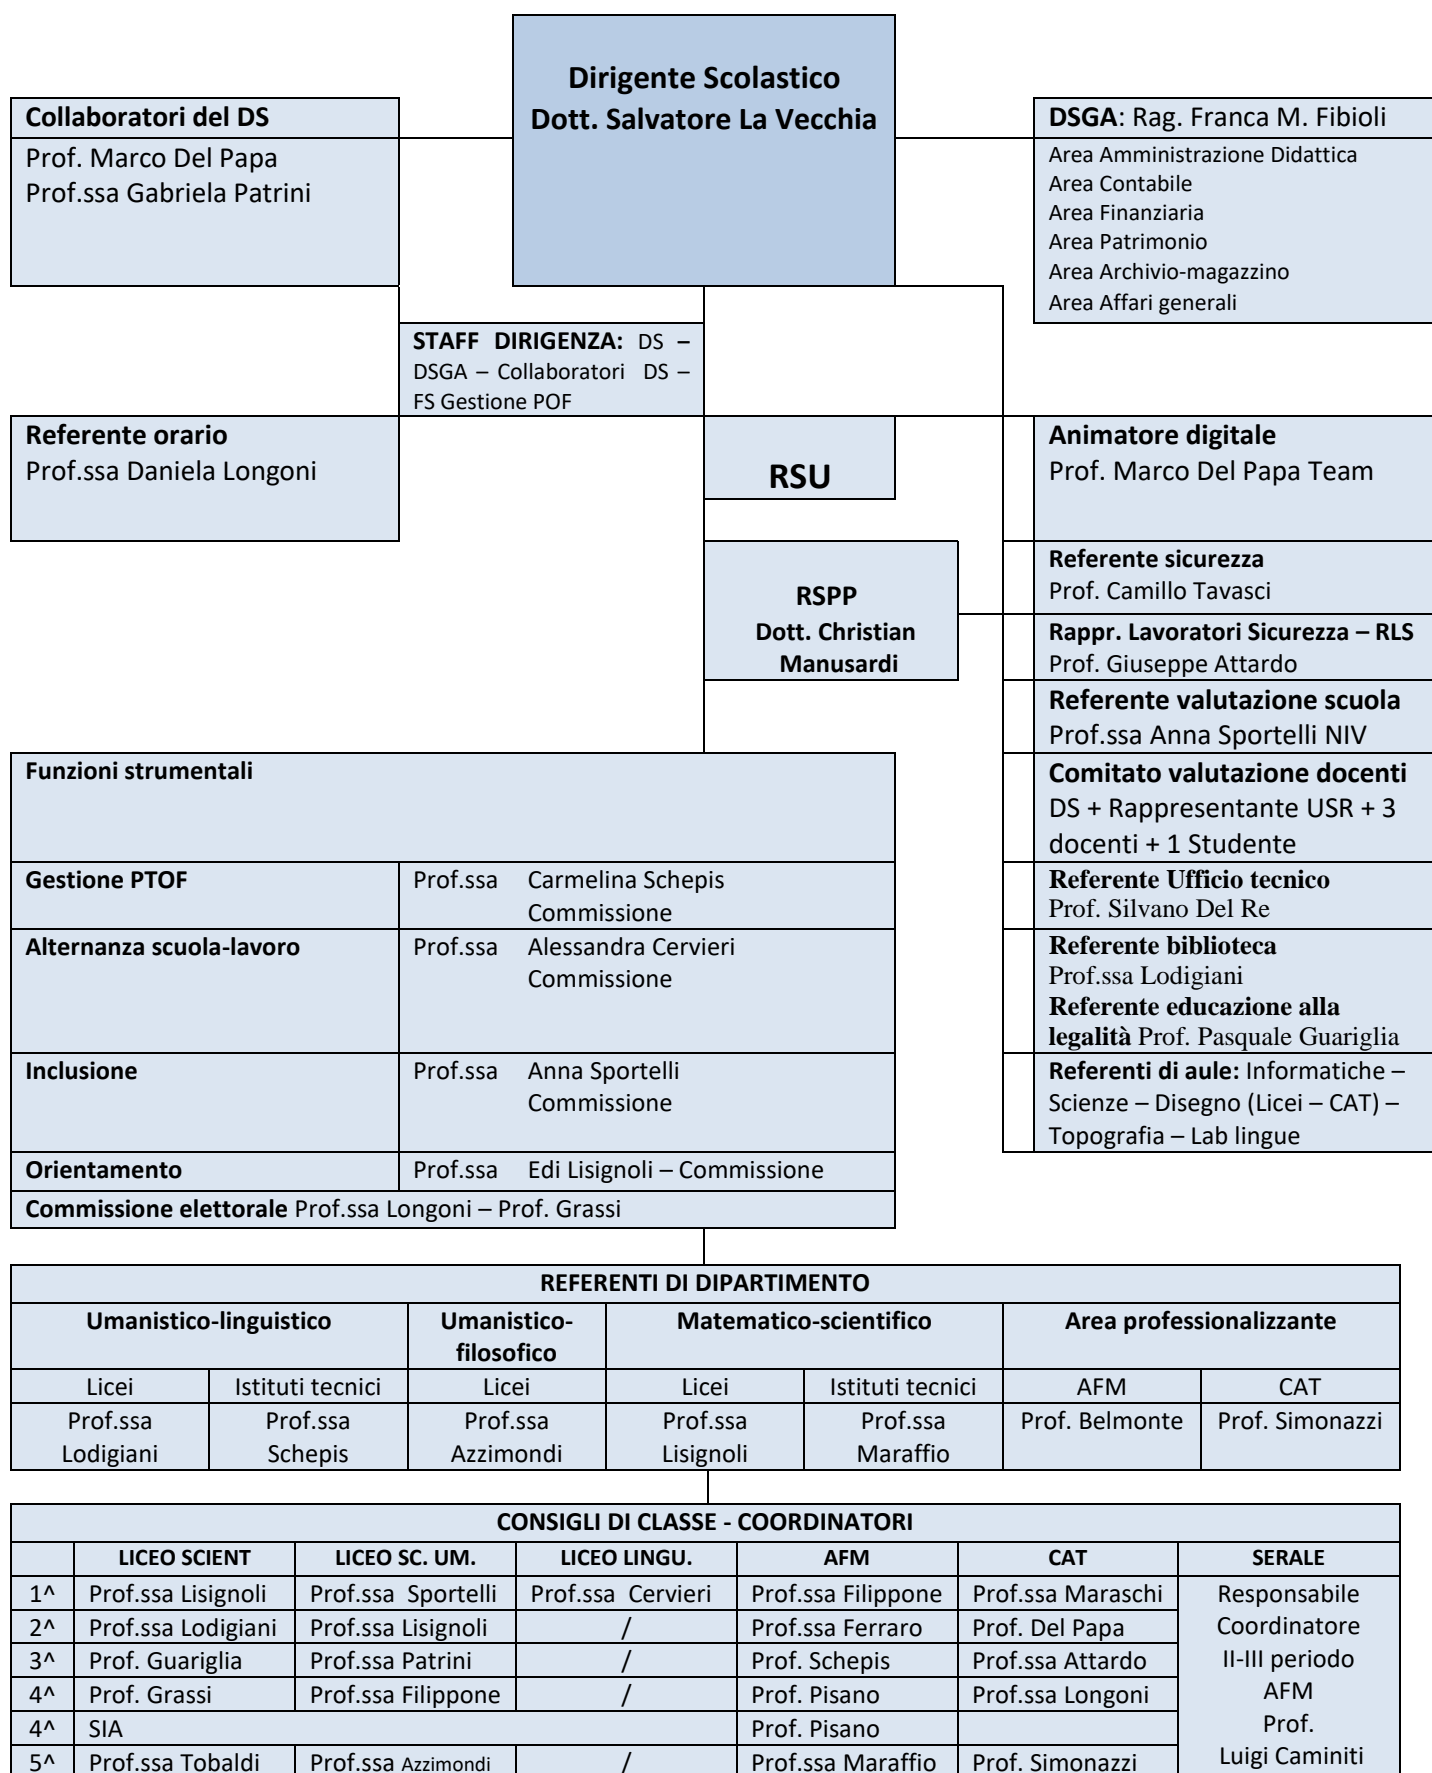 Dirigente Scolastico
Dott. Salvatore La Vecchia
Collaboratori del DS
Prof. Marco Del Papa
Prof.ssa Gabriela Patrini
DSGA: Rag. Franca M. Fibioli
Area Amministrazione Didattica
Area Contabile
Area Finanziaria
Area Patrimonio
Area Archivio-magazzino
Area Affari generali
STAFF DIRIGENZA: DS –
DSGA – Collaboratori DS –
FS Gestione POF
Referente orario
Prof.ssa Daniela Longoni
RSU
Animatore digitale
Prof. Marco Del Papa Team
RSPP
Dott. Christian
Manusardi
Referente sicurezza
Prof. Camillo Tavasci
Rappr. Lavoratori Sicurezza – RLS
Prof. Giuseppe Attardo
Referente valutazione scuola
Prof.ssa Anna Sportelli NIV
Comitato valutazione docenti
DS + Rappresentante USR + 3
docenti + 1 Studente
Referente Ufficio tecnico
Prof. Silvano Del Re
Referente biblioteca
Prof.ssa Lodigiani
Referente educazione alla
legalità Prof. Pasquale Guariglia
Referenti di aule: Informatiche –
Scienze – Disegno (Licei – CAT) –
Topografia – Lab lingue
Funzioni strumentali
Gestione PTOF Prof.ssa Carmelina Schepis
Commissione
Alternanza scuola-lavoro Prof.ssa Alessandra Cervieri
Commissione
Inclusione Prof.ssa Anna Sportelli
Commissione
Orientamento Prof.ssa Edi Lisignoli – Commissione
Commissione elettorale Prof.ssa Longoni – Prof. Grassi
REFERENTI DI DIPARTIMENTO
Umanistico-linguistico Umanistico- Matematico-scientifico Area professionalizzante
filosofico
Licei Istituti tecnici Licei Licei Istituti tecnici AFM CAT
Prof.ssa Prof.ssa Prof.ssa Prof.ssa Prof.ssa Prof. Belmonte Prof. Simonazzi
Lodigiani Schepis Azzimondi Lisignoli Maraffio
CONSIGLI DI CLASSE - COORDINATORI
LICEO SCIENT LICEO SC. UM. LICEO LINGU. AFM CAT SERALE
1^ Prof.ssa Lisignoli Prof.ssa Sportelli Prof.ssa Cervieri Prof.ssa Filippone Prof.ssa Maraschi Responsabile
2^ Prof.ssa Lodigiani Prof.ssa Lisignoli / Prof.ssa Ferraro Prof. Del Papa Coordinatore
3^ Prof. Guariglia Prof.ssa Patrini / Prof. Schepis Prof.ssa Attardo II-III periodo
4^ Prof. Grassi Prof.ssa Filippone / Prof. Pisano Prof.ssa Longoni AFM
4^ SIA Prof. Pisano Prof.
5^ Prof.ssa Tobaldi Prof.ssa Azzimondi / Prof.ssa Maraffio Prof. Simonazzi Luigi Caminiti